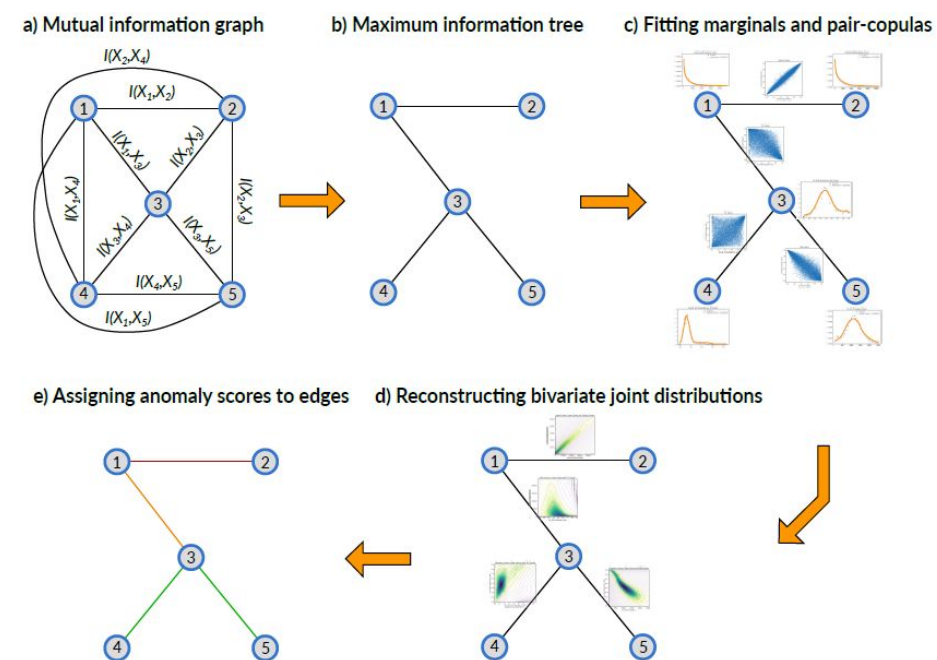 a) Mutual information graph
I(X₂,X₄)
I(X₁,X₂)
1
2
I(X₁,X₃)
I(X₂,X₃)
I(X₁,X₄)
3
I(X₂,X₃)
I(X₃,X₄)
I(X₃,X₅)
4
I(X₄,X₅)
5
I(X₁,X₅)
b) Maximum information tree
1
2
3
4
5
c) Fitting marginals and pair-copulas
1
2
3
4
5
e) Assigning anomaly scores to edges
1
2
3
4
5
d) Reconstructing bivariate joint distributions
1
2
3
4
5